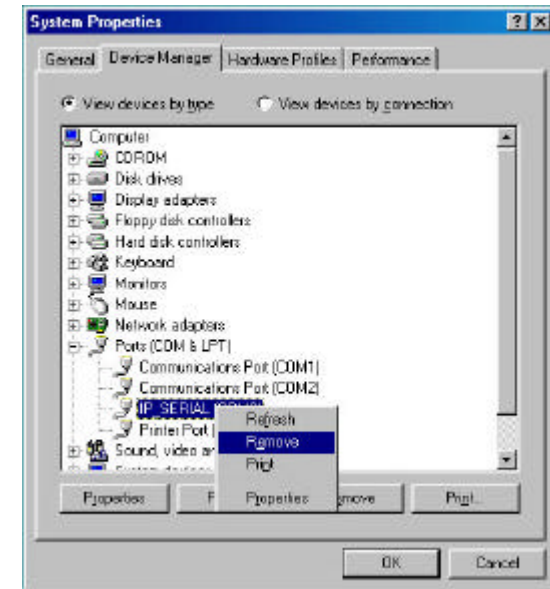 System Properties
General Device Manager Hardware Profiles Performance
View devices by type View devices by connection
Computer
CDROM
Disk drives
Display adapters
Floppy disk controllers
Hard disk controllers
Keyboard
Monitors
Mouse
Network adapters
Ports (COM & LPT)
Communications Port (COM1)
Communications Port (COM2)
IP_SERIAL
Printer Port
Sound, video
Refresh
Remove
Print
Properties
Properties Print...
OK Cancel